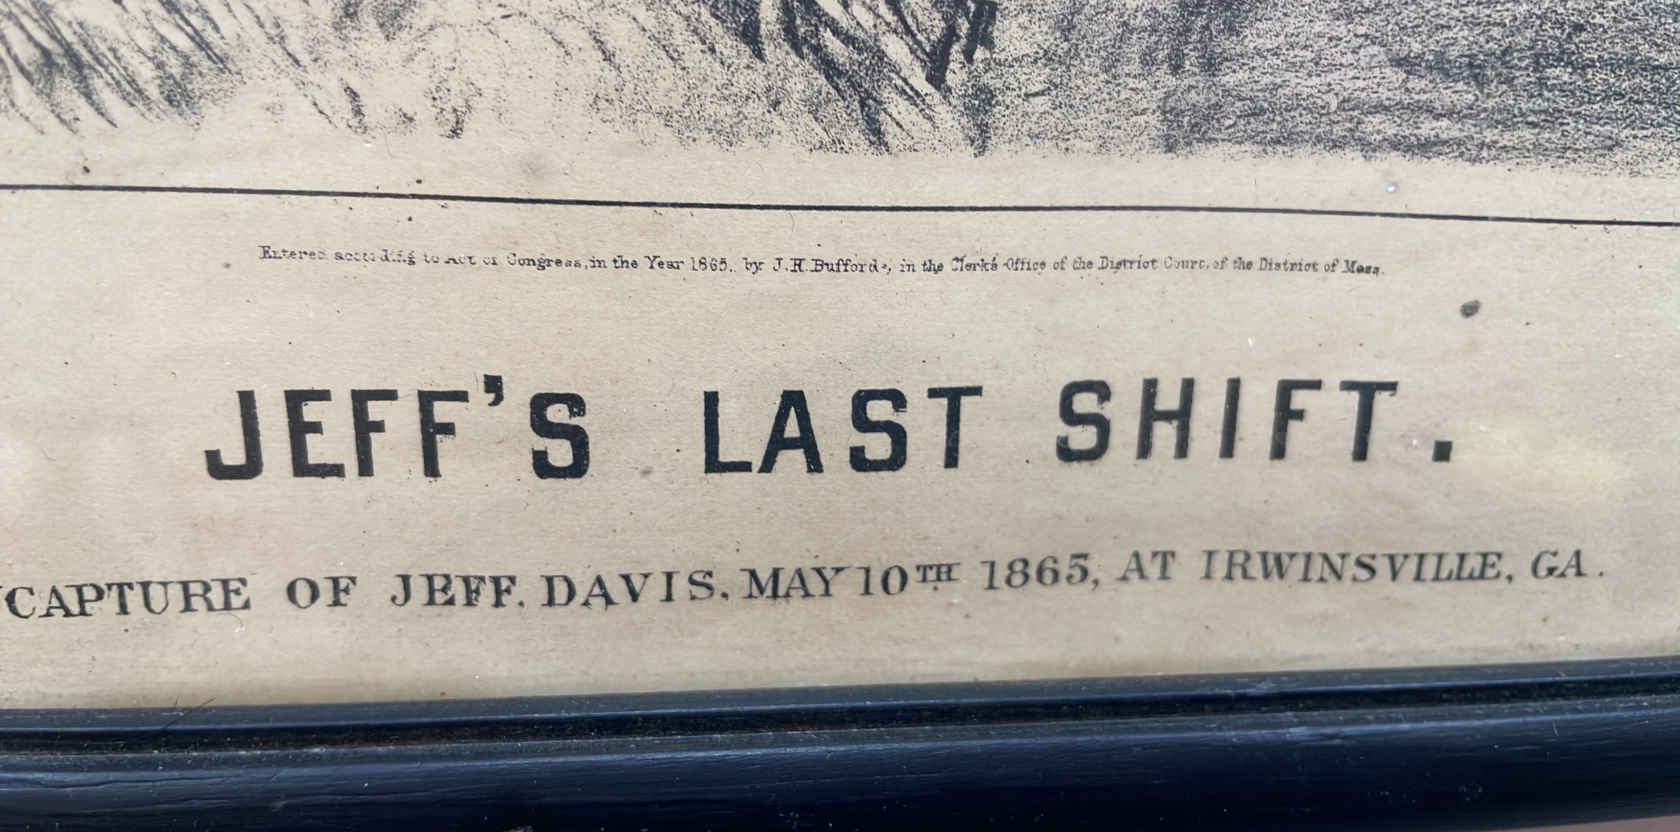 Entered according to Act of Congress, in the Year 1865, by J. H. Bufford, in the Clerk's Office of the District Court, of the District of Mass.
JEFF'S LAST SHIFT.
CAPTURE OF JEFF. DAVIS. MAY 10TH 1865, AT IRWINSVILLE, GA.